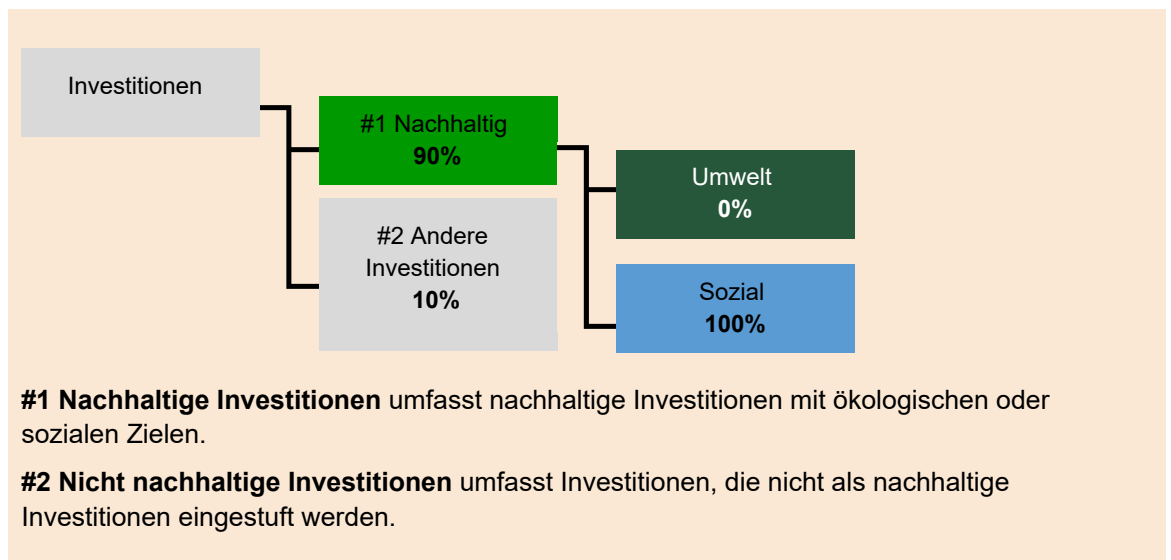 Investitionen
#1 Nachhaltig
90%
#2 Andere
Investitionen
10%
Umwelt
0%
Sozial
100%
#1 Nachhaltige Investitionen umfasst nachhaltige Investitionen mit ökologischen oder
sozialen Zielen.
#2 Nicht nachhaltige Investitionen umfasst Investitionen, die nicht als nachhaltige
Investitionen eingestuft werden.